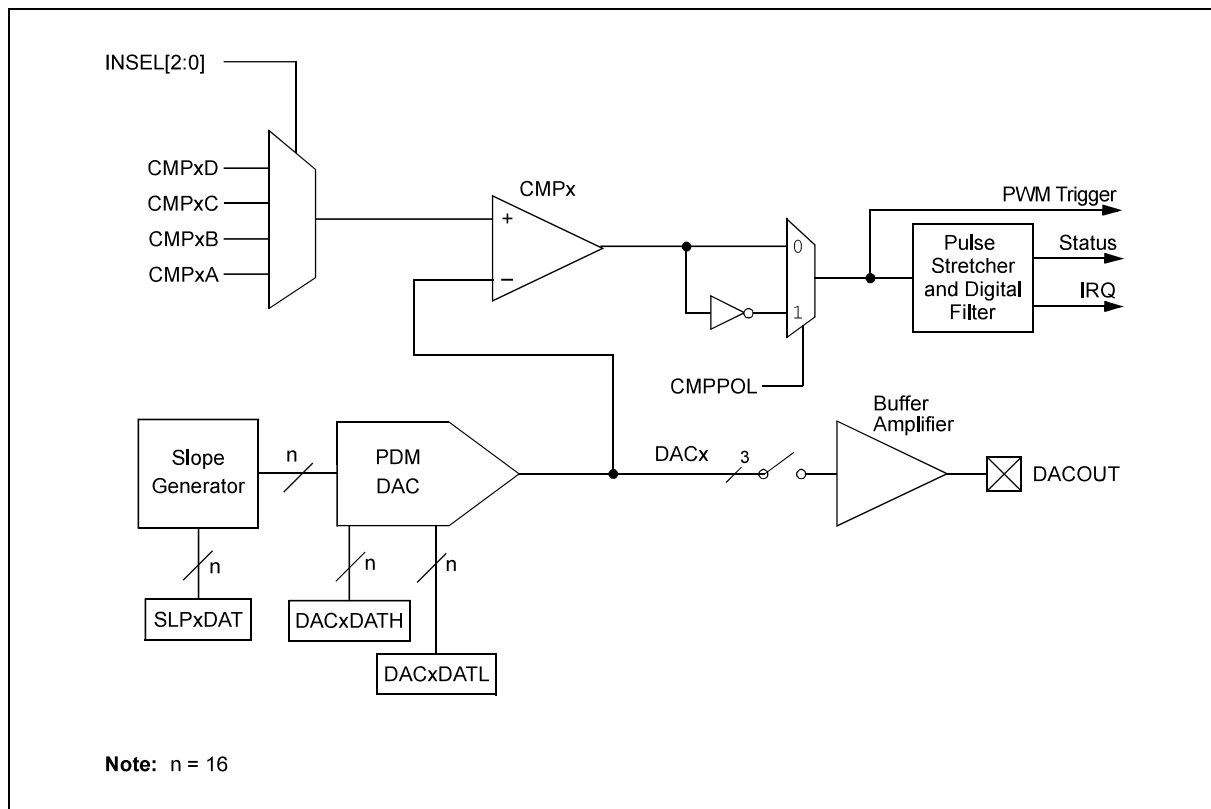 INSEL[2:0]
CMPxD
CMPxC
CMPxB
CMPxA
CMPx
+
−
0
1
CMPPOL
PWM Trigger
Pulse
Stretcher
and Digital
Filter
Status
IRQ
Slope
Generator
n
PDM
DAC
DACx
3
Buffer
Amplifier
DACOUT
n
n
n
SLPxDAT
DACxDATH
DACxDATL
Note: n = 16